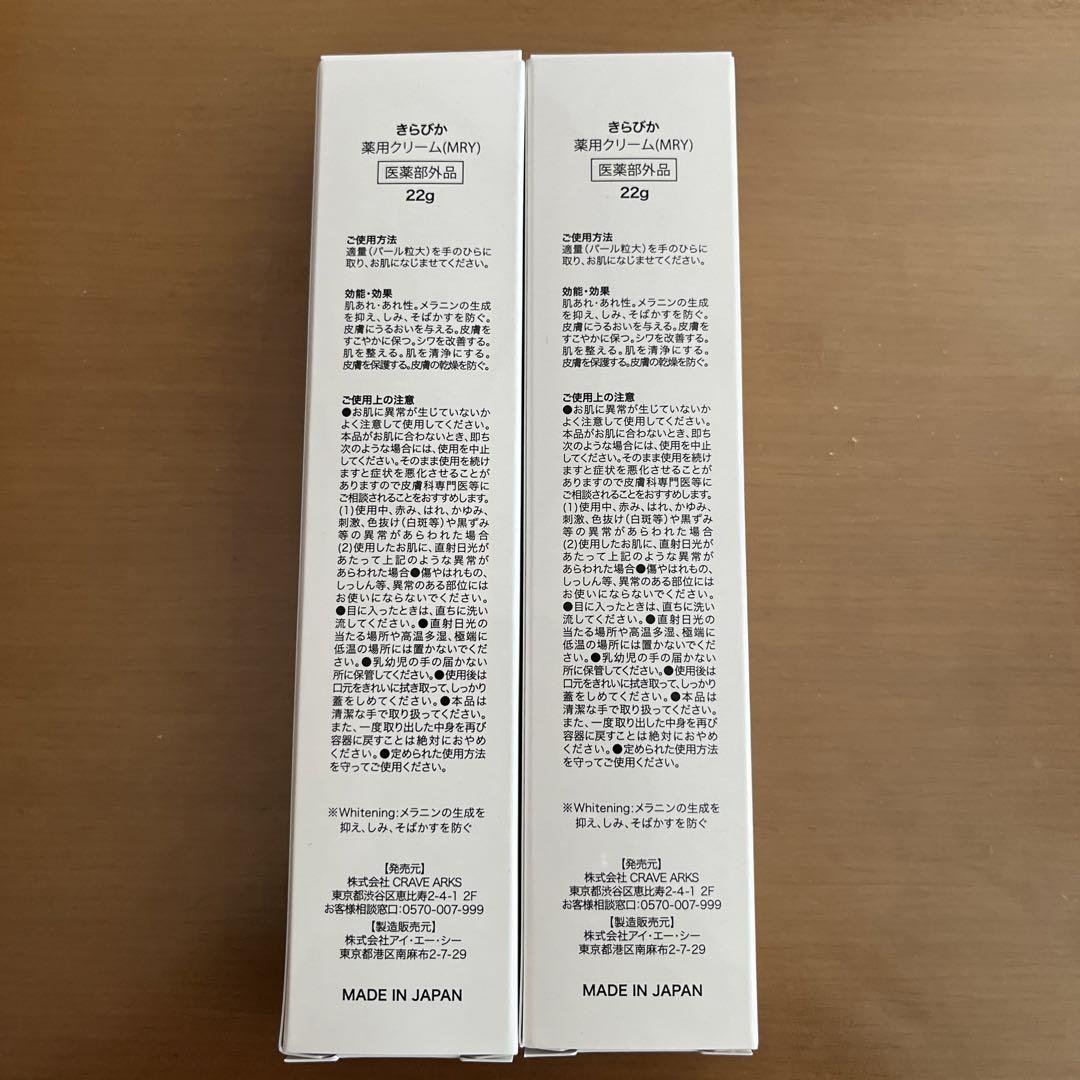 きらびか
薬用クリーム(MRY)
医薬部外品
22g
ご使用方法
適量(パール粒大)を手のひらに
取り、お肌になじませてください。
効能・効果
肌あれ・あれ性。メラニンの生成
を抑え、しみ、そばかすを防ぐ。
皮膚にうるおいを与える。皮膚を
すこやかに保つ。シワを改善する。
肌を整える。肌を清浄にする。
皮膚を保護する。皮膚の乾燥を防ぐ。
ご使用上の注意
●お肌に異常が生じていないか
よく注意して使用してください。
本品がお肌に合わないとき、即ち
次のような場合には、使用を中止
してください。そのまま使用を続け
ますと症状を悪化させることが
ありますので皮膚科専門医等に
ご相談されることをおすすめします。
(1)使用中、赤み、はれ、かゆみ、
刺激、色抜け(白斑等)や黒ずみ
等の異常があらわれた場合
(2)使用したお肌に、直射日光が
あたって上記のような異常が
あらわれた場合●傷やはれもの、
しっしん等、異常のある部位には
お使いにならないでください。
●目に入ったときは、直ちに洗い
流してください。●直射日光の
当たる場所や高温多湿、極端に
低温の場所には置かないでくだ
さい。●乳幼児の手の届かない
所に保管してください。●使用後は
口元をきれいに拭き取って、しっかり
蓋をしめてください。●本品は
清潔な手で取り扱ってください。
また、一度取り出した中身を再び
容器に戻すことは絶対におやめ
ください。●定められた使用方法
を守ってご使用ください。
※Whitening:メラニンの生成を
抑え、しみ、そばかすを防ぐ
【発売元】
株式会社 CRAVE ARKS
東京都渋谷区恵比寿2-4-1 2F
お客様相談窓口:0570-007-999
【製造販売元】
株式会社アイ・エー・シー
東京都港区南麻布2-7-29
MADE IN JAPAN
きらびか
薬用クリーム(MRY)
医薬部外品
22g
ご使用方法
適量(パール粒大)を手のひらに
取り、お肌になじませてください。
効能・効果
肌あれ・あれ性。メラニンの生成
を抑え、しみ、そばかすを防ぐ。
皮膚にうるおいを与える。皮膚を
すこやかに保つ。シワを改善する。
肌を整える。肌を清浄にする。
皮膚を保護する。皮膚の乾燥を防ぐ。
ご使用上の注意
●お肌に異常が生じていないか
よく注意して使用してください。
本品がお肌に合わないとき、即ち
次のような場合には、使用を中止
してください。そのまま使用を続け
ますと症状を悪化させることが
ありますので皮膚科専門医等に
ご相談されることをおすすめします。
(1)使用中、赤み、はれ、かゆみ、
刺激、色抜け(白斑等)や黒ずみ
等の異常があらわれた場合
(2)使用したお肌に、直射日光が
あたって上記のような異常が
あらわれた場合●傷やはれもの、
しっしん等、異常のある部位には
お使いにならないでください。
●目に入ったときは、直ちに洗い
流してください。●直射日光の
当たる場所や高温多湿、極端に
低温の場所には置かないでくだ
さい。●乳幼児の手の届かない
所に保管してください。●使用後は
口元をきれいに拭き取って、しっかり
蓋をしめてください。●本品は
清潔な手で取り扱ってください。
また、一度取り出した中身を再び
容器に戻すことは絶対におやめ
ください。●定められた使用方法
を守ってご使用ください。
※Whitening:メラニンの生成を
抑え、しみ、そばかすを防ぐ
【発売元】
株式会社 CRAVE ARKS
東京都渋谷区恵比寿2-4-1 2F
お客様相談窓口:0570-007-999
【製造販売元】
株式会社アイ・エー・シー
東京都港区南麻布2-7-29
MADE IN JAPAN